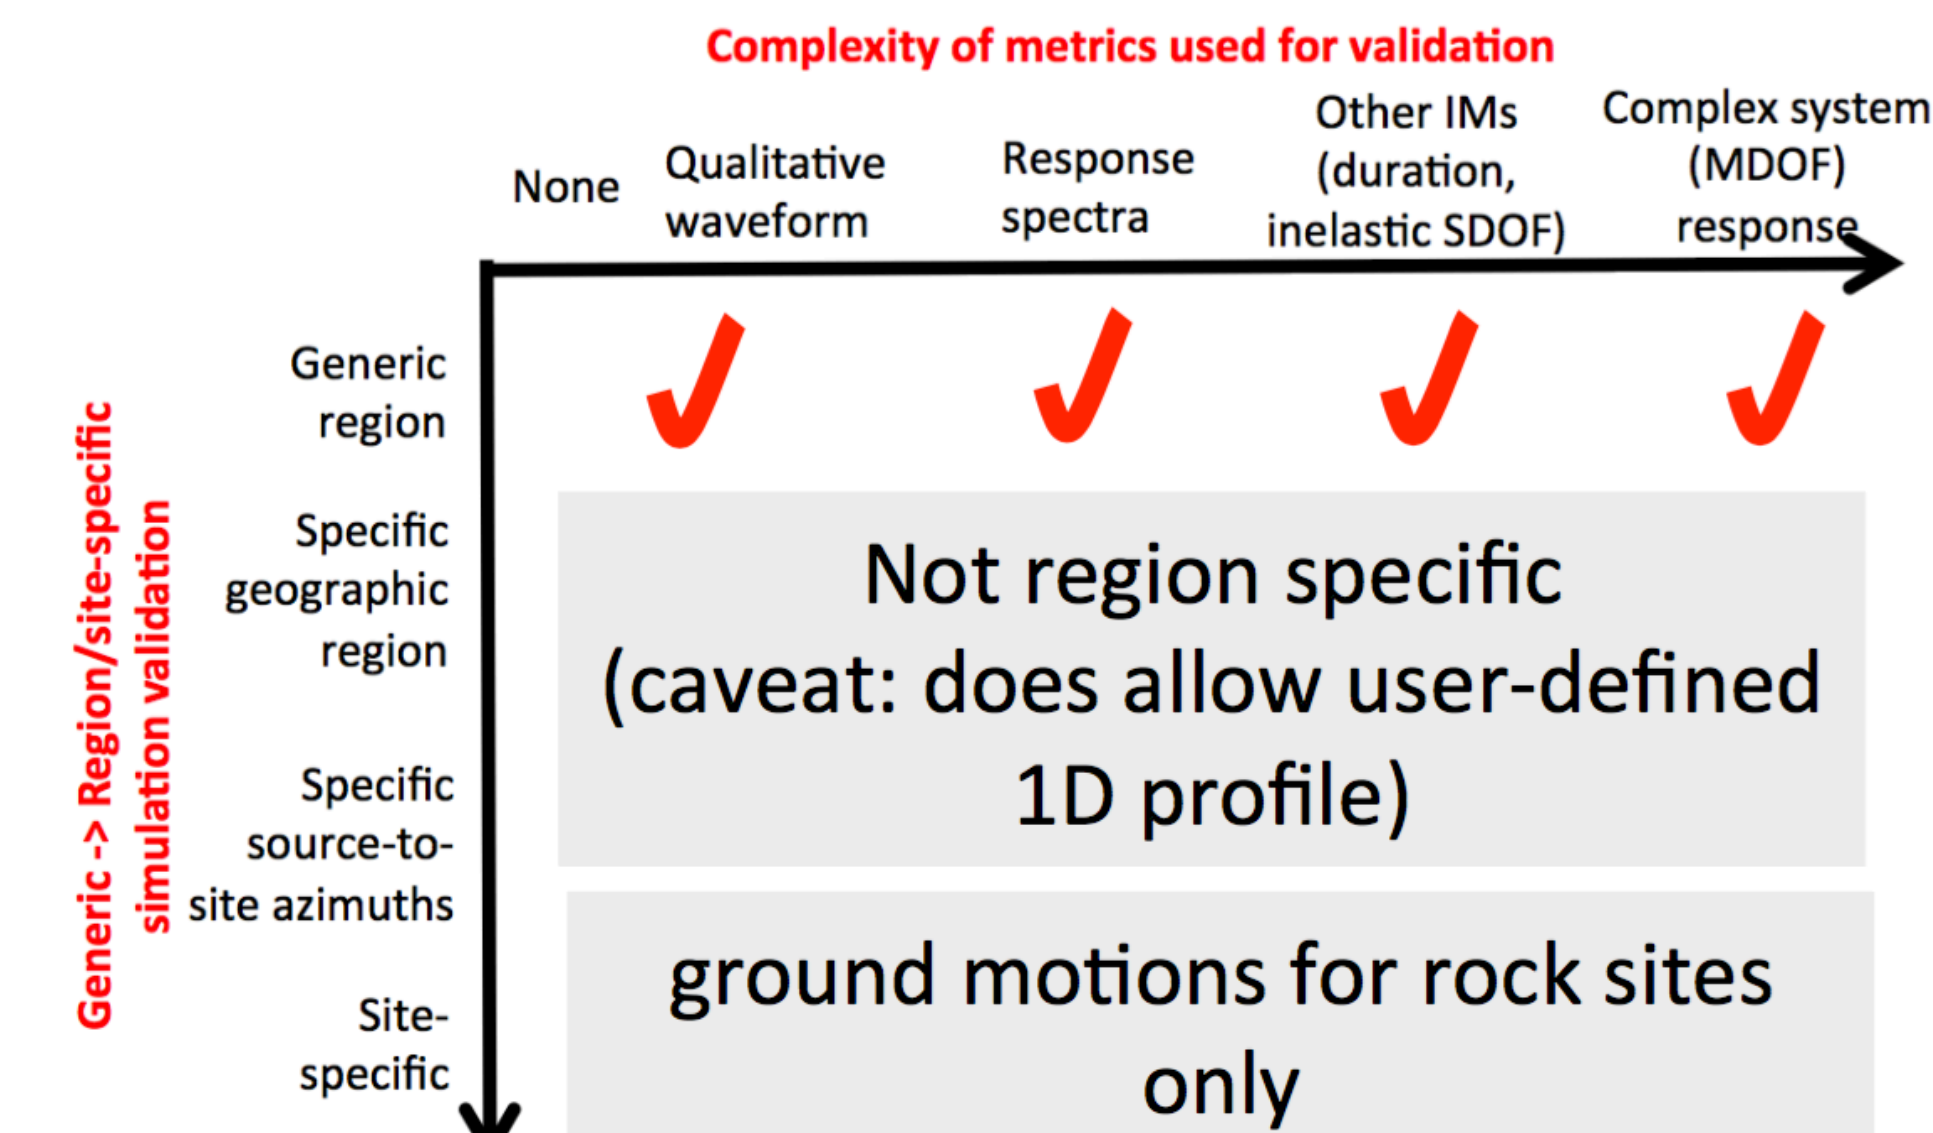 Complexity of metrics used for validation
None
Qualitative
waveform
Response
spectra
Other IMs
(duration,
inelastic SDOF)
Complex system
(MDOF)
response
Generic -> Region/site-specific
simulation validation
Generic
region
Specific
geographic
region
Specific
source-to-
site azimuths
Site-
specific
Not region specific
(caveat: does allow user-defined
1D profile)
ground motions for rock sites
only